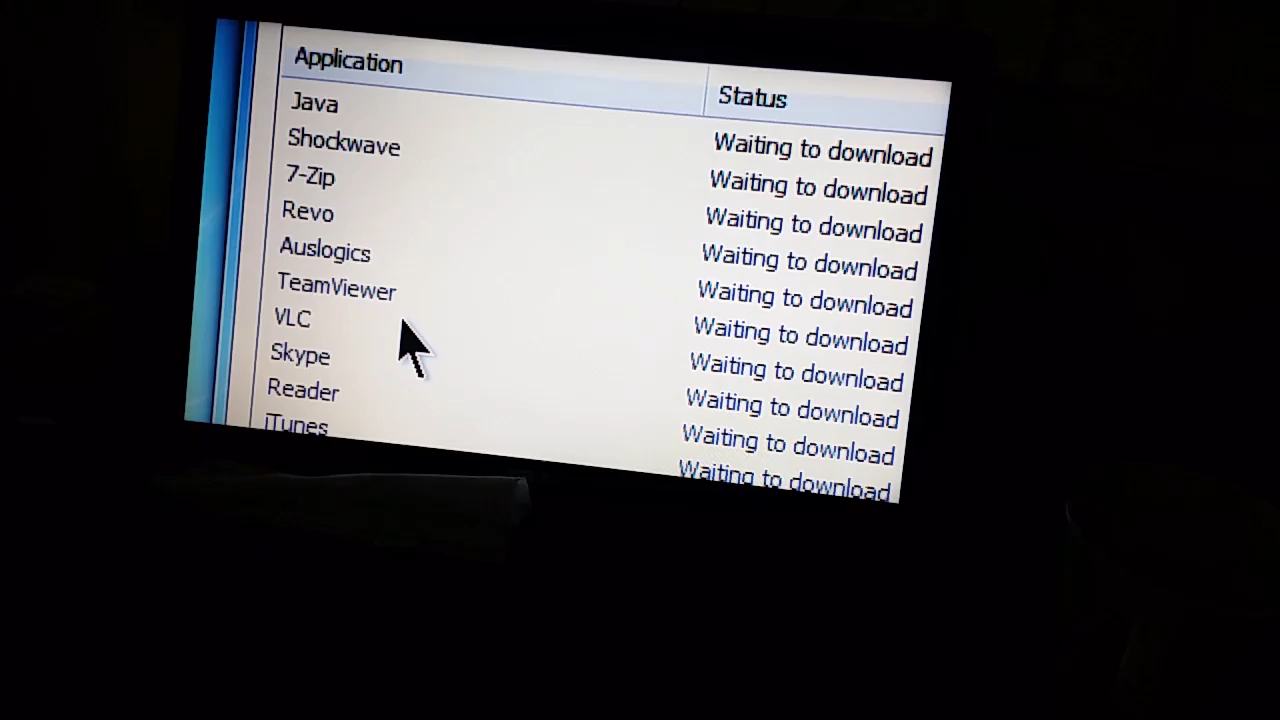 Application Status
Java Waiting to download
Shockwave Waiting to download
7-Zip Waiting to download
Revo Waiting to download
Auslogics Waiting to download
TeamViewer Waiting to download
VLC Waiting to download
Skype Waiting to download
Reader Waiting to download
iTunes Waiting to download